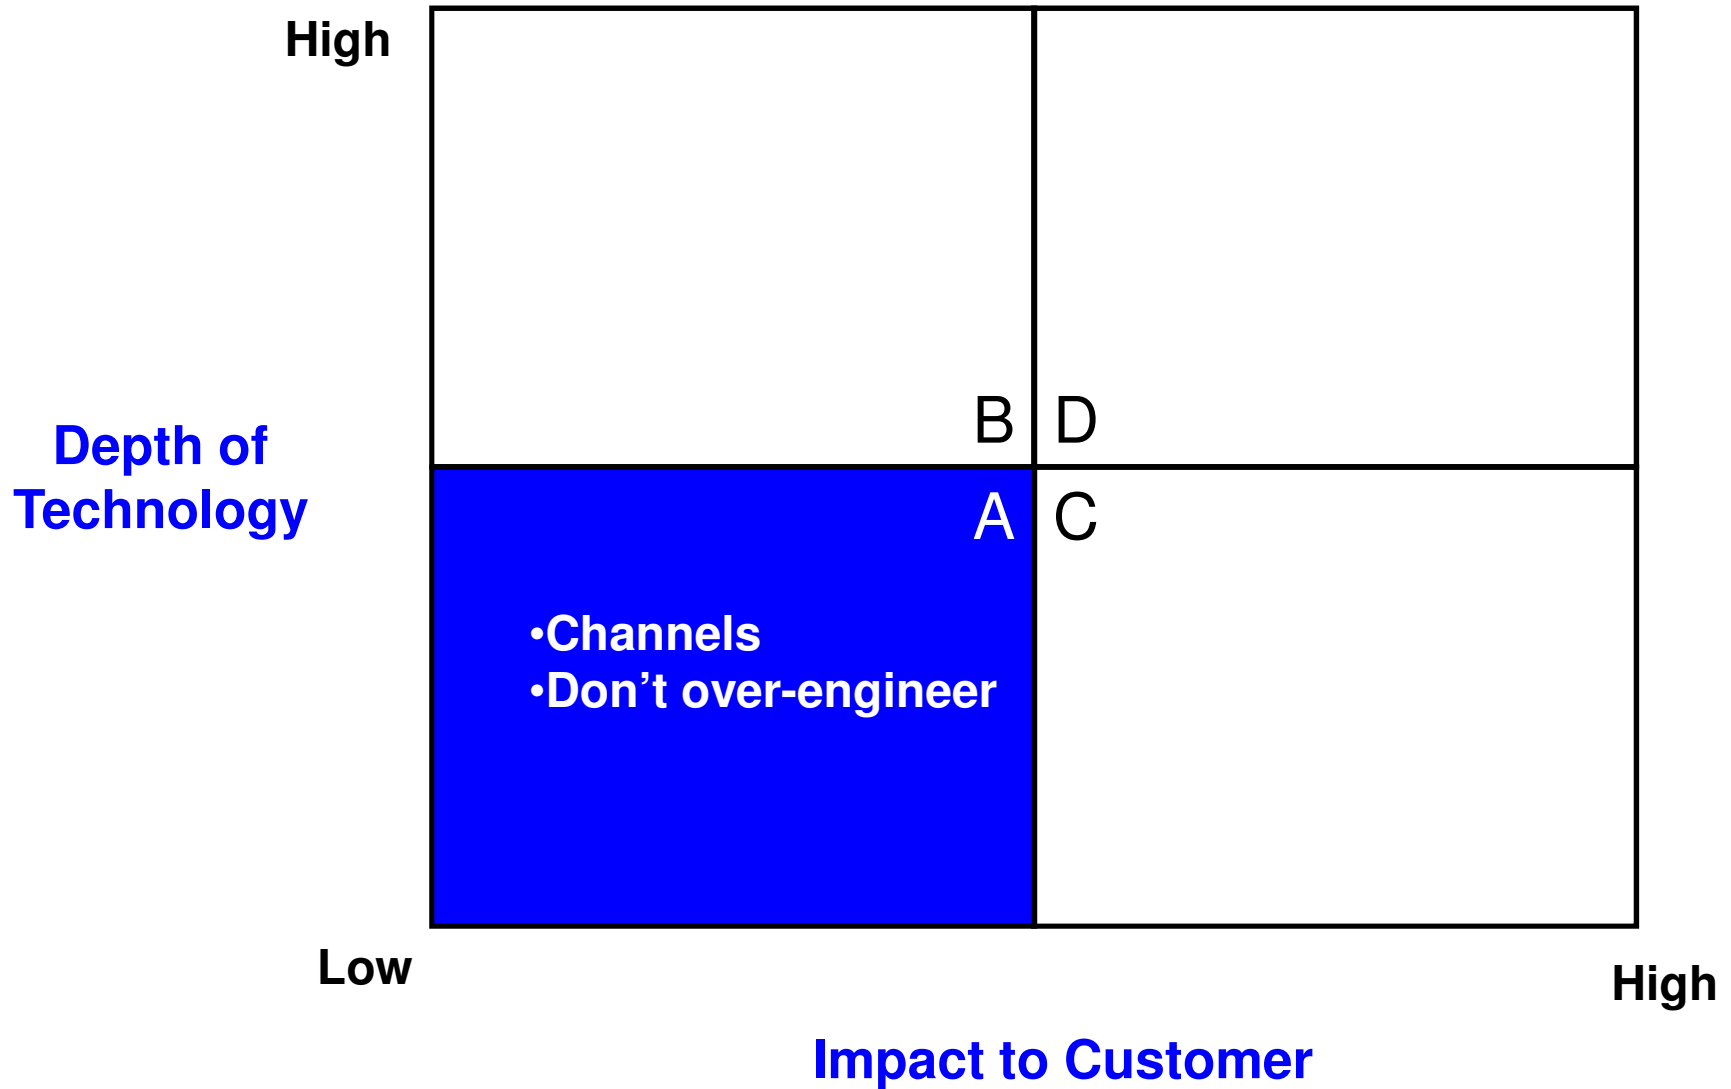 High
B D
Depth of
Technology
A C
•Channels
•Don’t over-engineer
Low
High
Impact to Customer